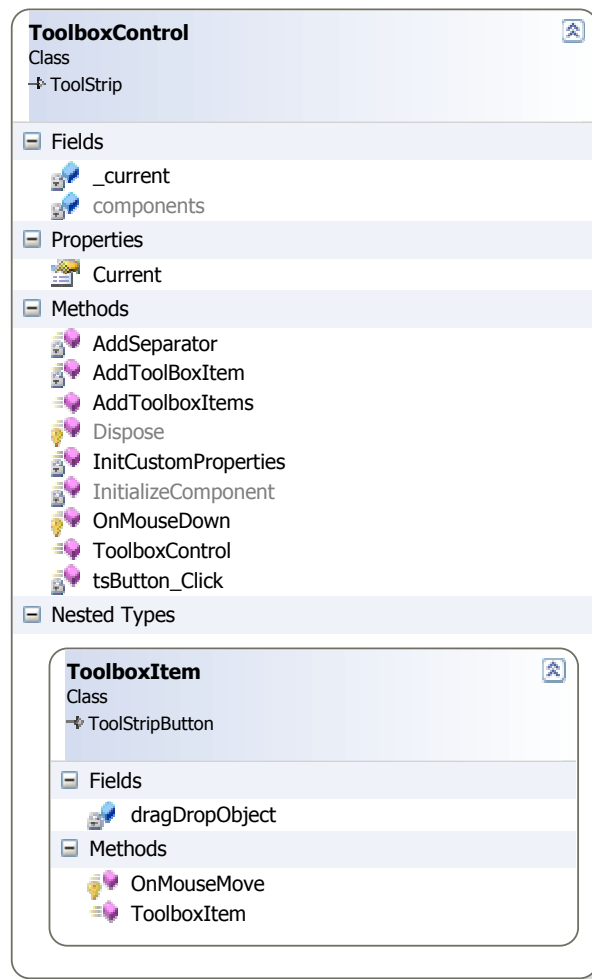 ToolboxControl
Class
ToolStrip
Fields
_current
components
Properties
Current
Methods
AddSeparator
AddToolBoxItem
AddToolboxItems
Dispose
InitCustomProperties
InitializeComponent
OnMouseDown
ToolboxControl
tsButton_Click
Nested Types
ToolboxItem
Class
ToolStripButton
Fields
dragDropObject
Methods
OnMouseMove
ToolboxItem